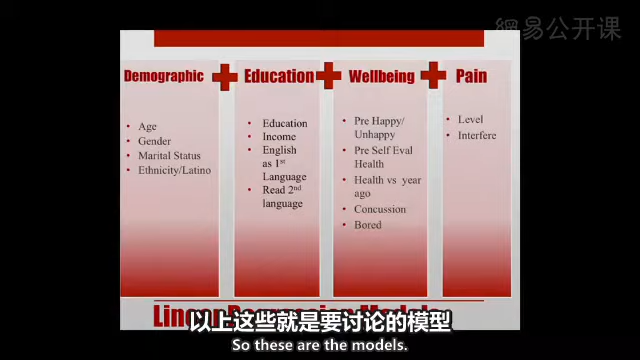 網易公开课
Demographic + Education + Wellbeing + Pain
• Age
• Gender
• Marital Status
• Ethnicity/Latino
• Education
• Income
• English
as 1st
Language
• Read 2nd
language
• Pre Happy/
Unhappy
• Pre Self Eval
Health
• Health vs year
ago
• Concussion
• Bored
• Level
• Interfere
以上这些就是要讨论的模型
So these are the models.